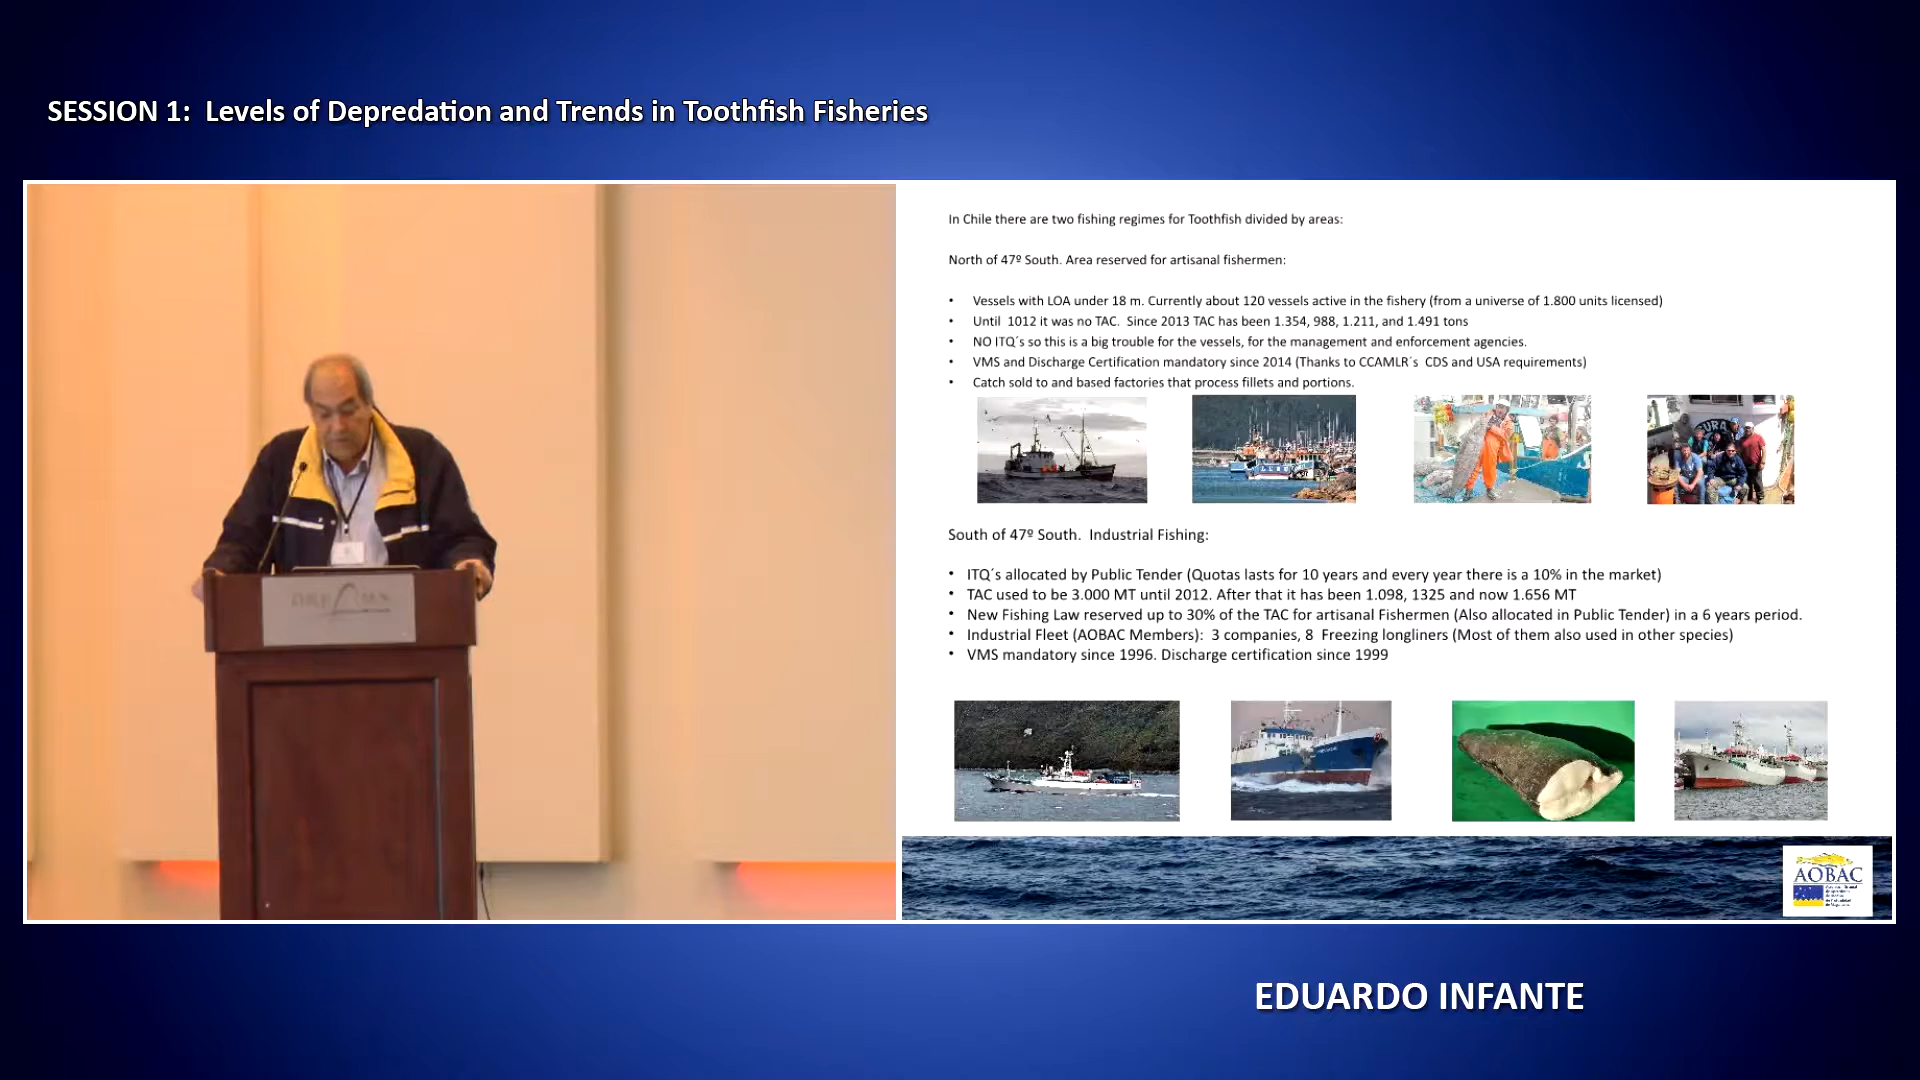 SESSION 1:  Levels of Depredation and Trends in Toothfish Fisheries
In Chile there are two fishing regimes for Toothfish divided by areas:
North of 47º South. Area reserved for artisanal fishermen:
• Vessels with LOA under 18 m. Currently about 120 vessels active in the fishery (from a universe of 1.800 units licensed)
• Until  1012 it was no TAC.  Since 2013 TAC has been 1.354, 988, 1.211, and 1.491 tons
• NO ITQ´s so this is a big trouble for the vessels, for the management and enforcement agencies.
• VMS and Discharge Certification mandatory since 2014 (Thanks to CCAMLR´s  CDS and USA requirements)
• Catch sold to and based factories that process fillets and portions.
South of 47º South.  Industrial Fishing:
• ITQ´s allocated by Public Tender (Quotas lasts for 10 years and every year there is a 10% in the market)
• TAC used to be 3.000 MT until 2012. After that it has been 1.098, 1325 and now 1.656 MT
• New Fishing Law reserved up to 30% of the TAC for artisanal Fishermen (Also allocated in Public Tender) in a 6 years period.
• Industrial Fleet (AOBAC Members):  3 companies, 8  Freezing longliners (Most of them also used in other species)
• VMS mandatory since 1996. Discharge certification since 1999
AOBAC
EDUARDO INFANTE